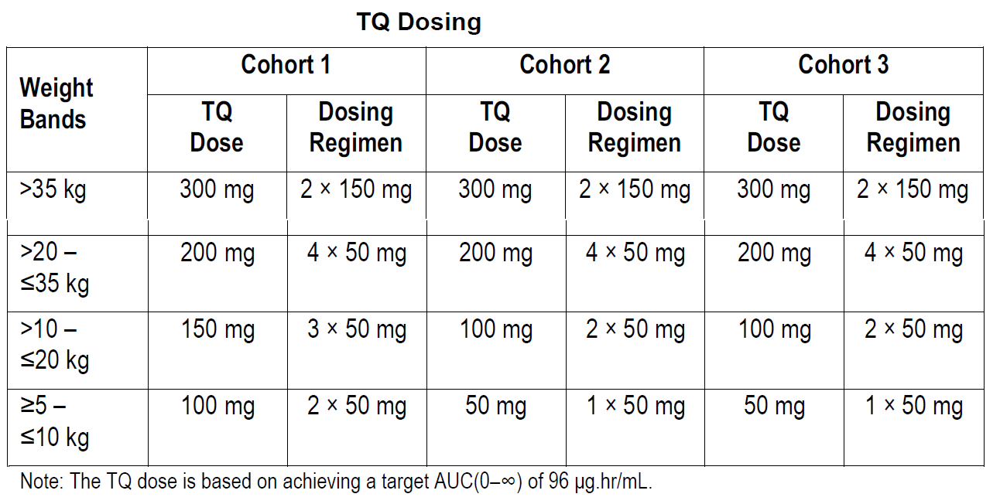 TQ Dosing
Weight Bands | Cohort 1 | Cohort 2 | Cohort 3
TQ Dose | Dosing Regimen | TQ Dose | Dosing Regimen | TQ Dose | Dosing Regimen
>35 kg | 300 mg | 2 × 150 mg | 300 mg | 2 × 150 mg | 300 mg | 2 × 150 mg
>20 – ≤35 kg | 200 mg | 4 × 50 mg | 200 mg | 4 × 50 mg | 200 mg | 4 × 50 mg
>10 – ≤20 kg | 150 mg | 3 × 50 mg | 100 mg | 2 × 50 mg | 100 mg | 2 × 50 mg
≥5 – ≤10 kg | 100 mg | 2 × 50 mg | 50 mg | 1 × 50 mg | 50 mg | 1 × 50 mg
Note: The TQ dose is based on achieving a target AUC(0–∞) of 96 µg.hr/mL.